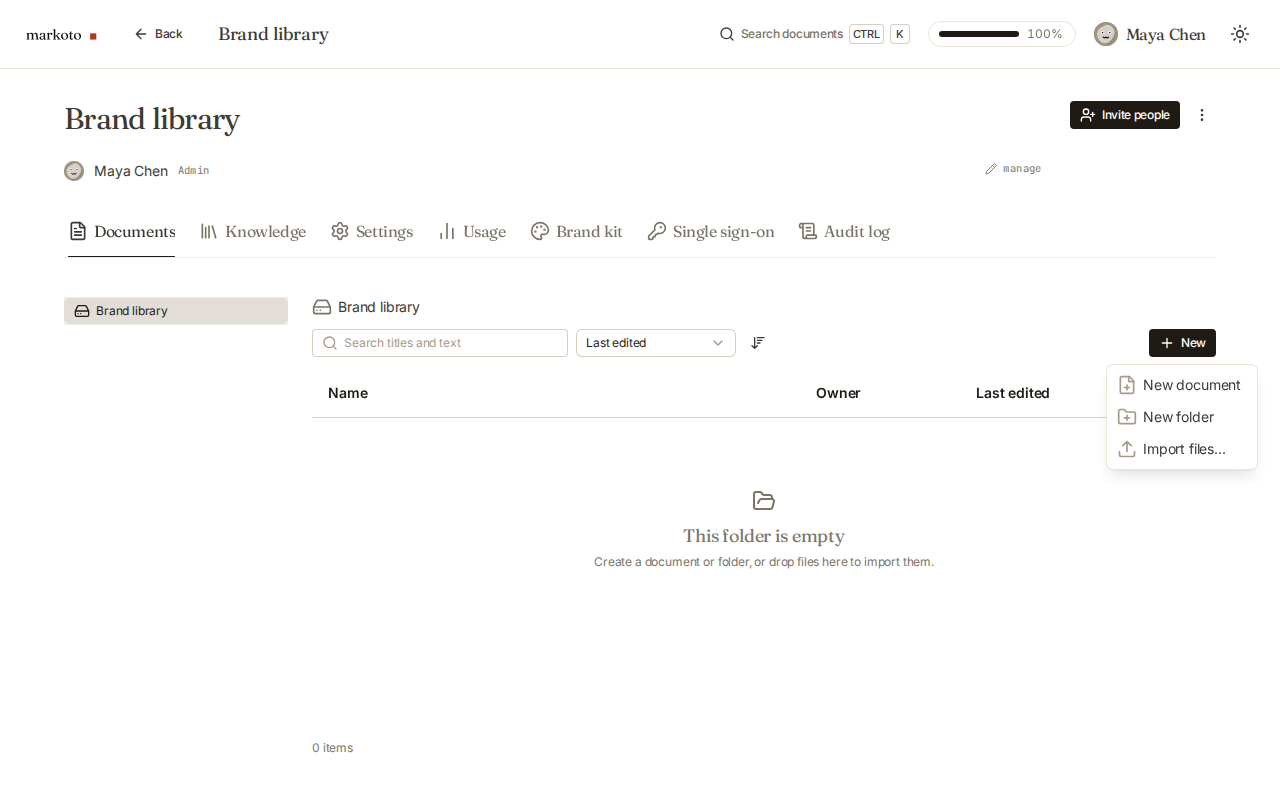 markoto
Back
Brand library
Search documents CTRL K
100%
Maya Chen
Brand library
Invite people
Maya Chen Admin
manage
Documents
Knowledge
Settings
Usage
Brand kit
Single sign-on
Audit log
Brand library
Brand library
Search titles and text
Last edited
New
New document
New folder
Import files...
Name Owner Last edited
This folder is empty
Create a document or folder, or drop files here to import them.
0 items